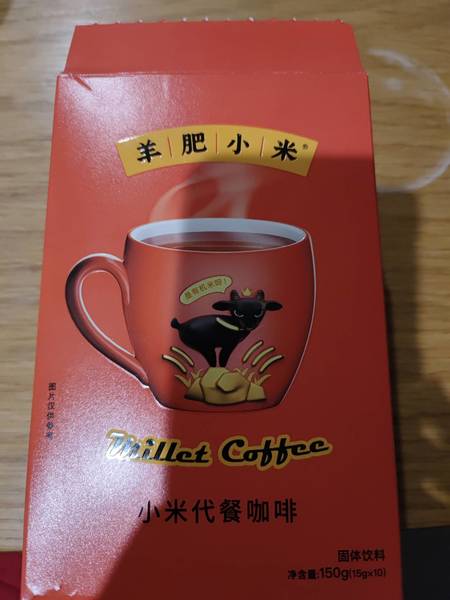 羊肥小米®
是有机米呀!
Millet Coffee
小米代餐咖啡
图片仅供参考
固体饮料
净含量:150g(15g×10)